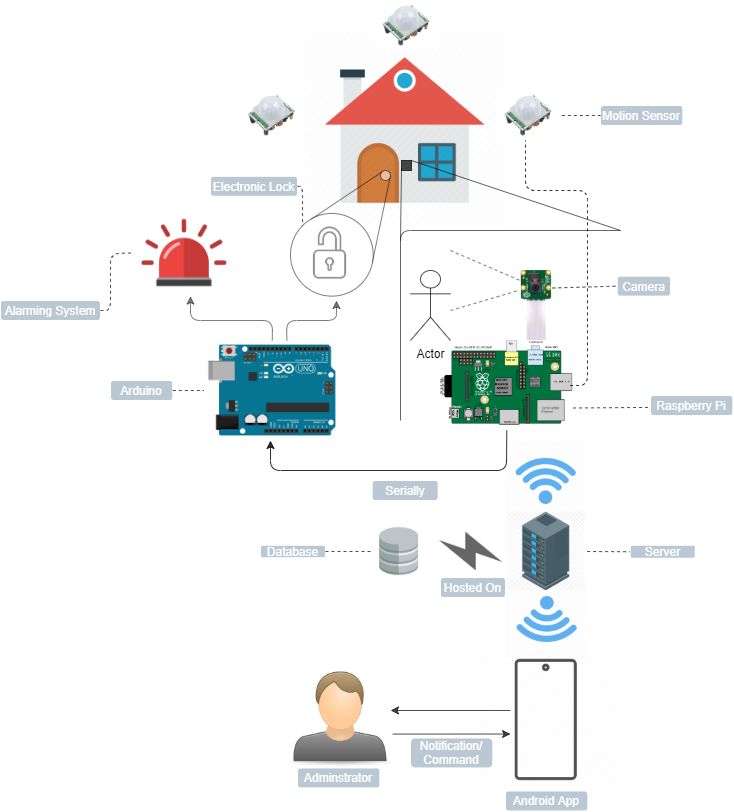 Motion Sensor
Electronic Lock
Camera
Alarming System
Actor
UNO
Arduino
Raspberry Pi
Serially
Database
Server
Hosted On
Notification/
Command
Adminstrator
Android App